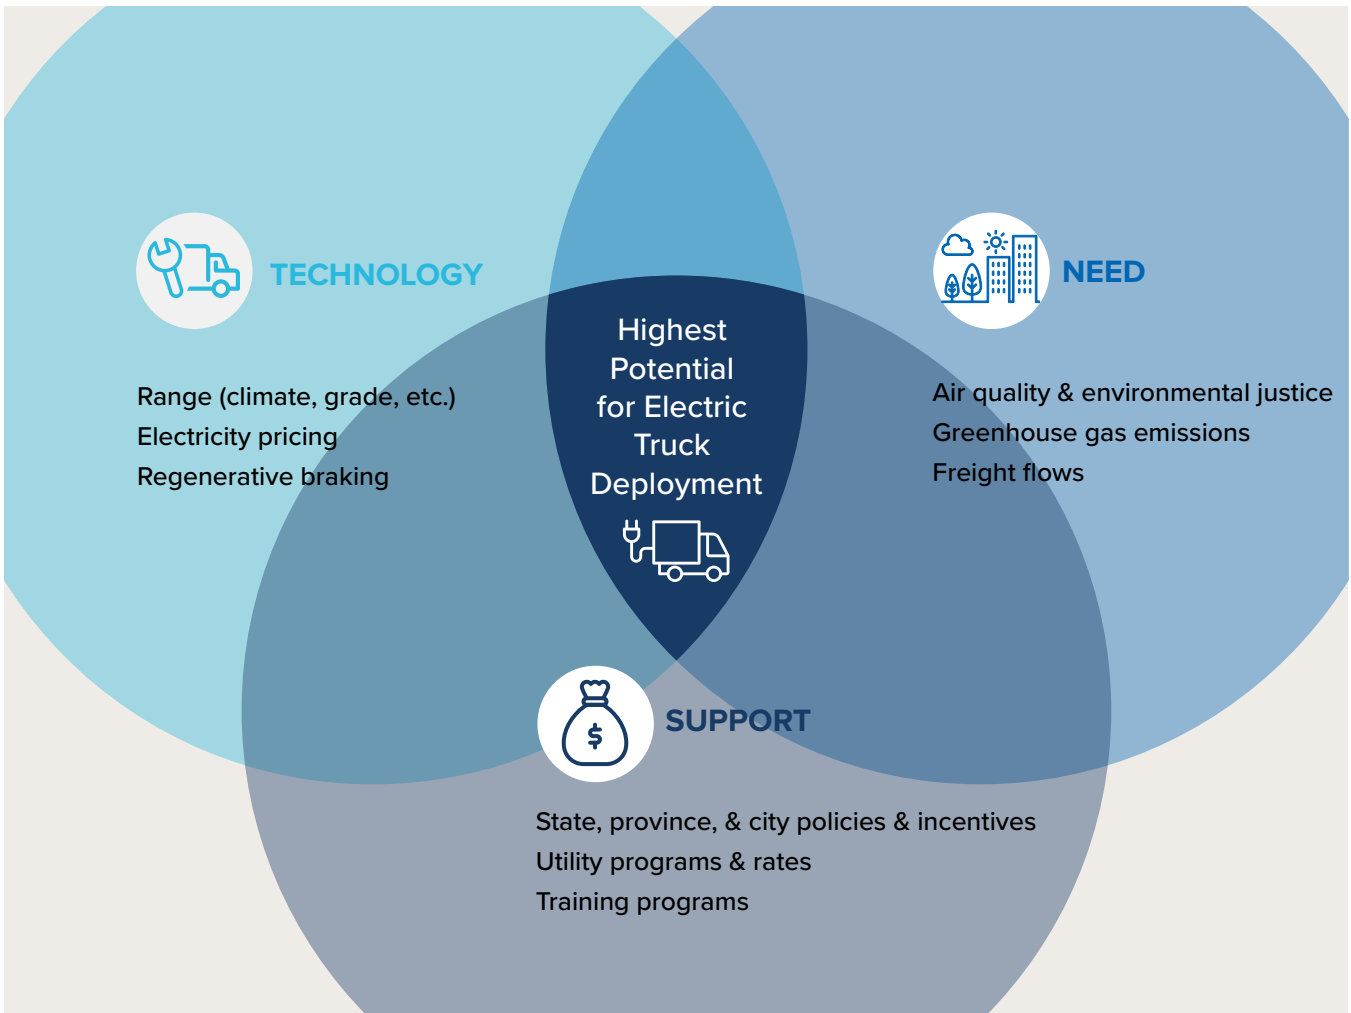 TECHNOLOGY
Range (climate, grade, etc.)
Electricity pricing
Regenerative braking
Highest
Potential
for Electric
Truck
Deployment
NEED
Air quality & environmental justice
Greenhouse gas emissions
Freight flows
$
SUPPORT
State, province, & city policies & incentives
Utility programs & rates
Training programs